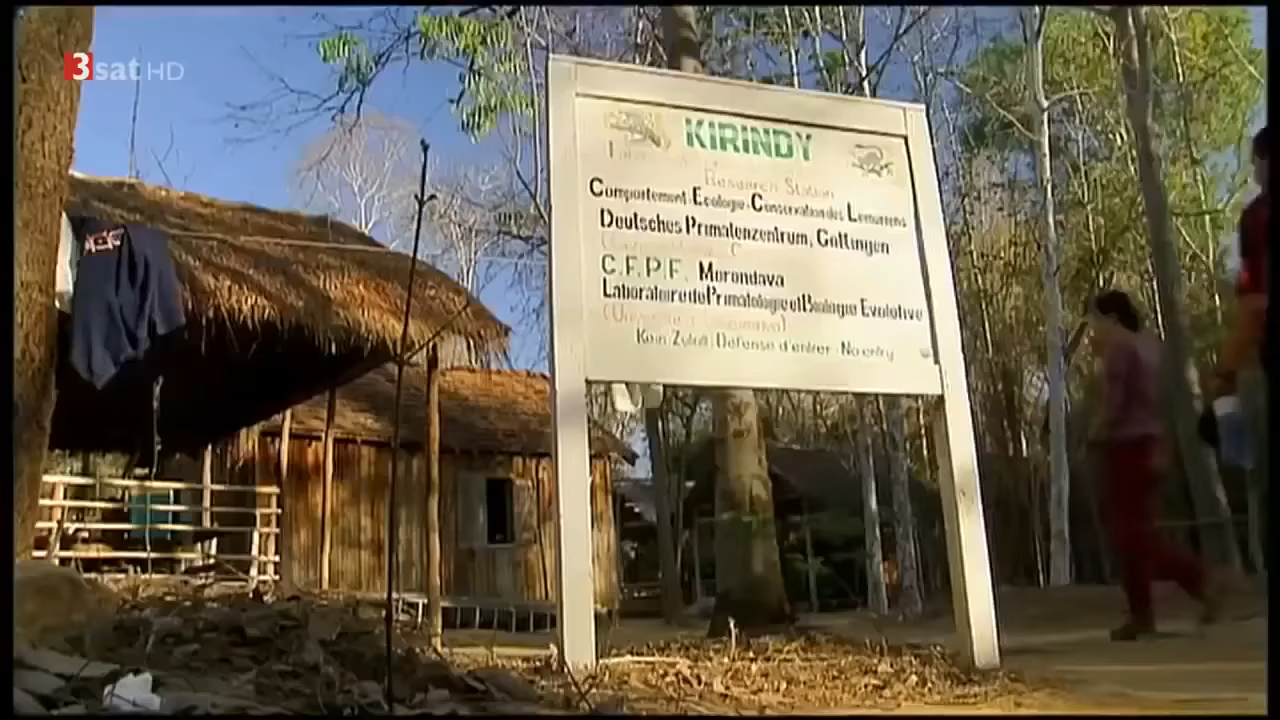 3sat HD
KIRINDY
Research Station
Comportement-Ecologie-Conservation des Lemuriens
Deutsches Primatenzentrum, Gottingen
C.F.P.F. Morondava
Laboratoire de Primatologie et Biologie Evolutive
Kein Zutritt. Défense d'entrer. No entry